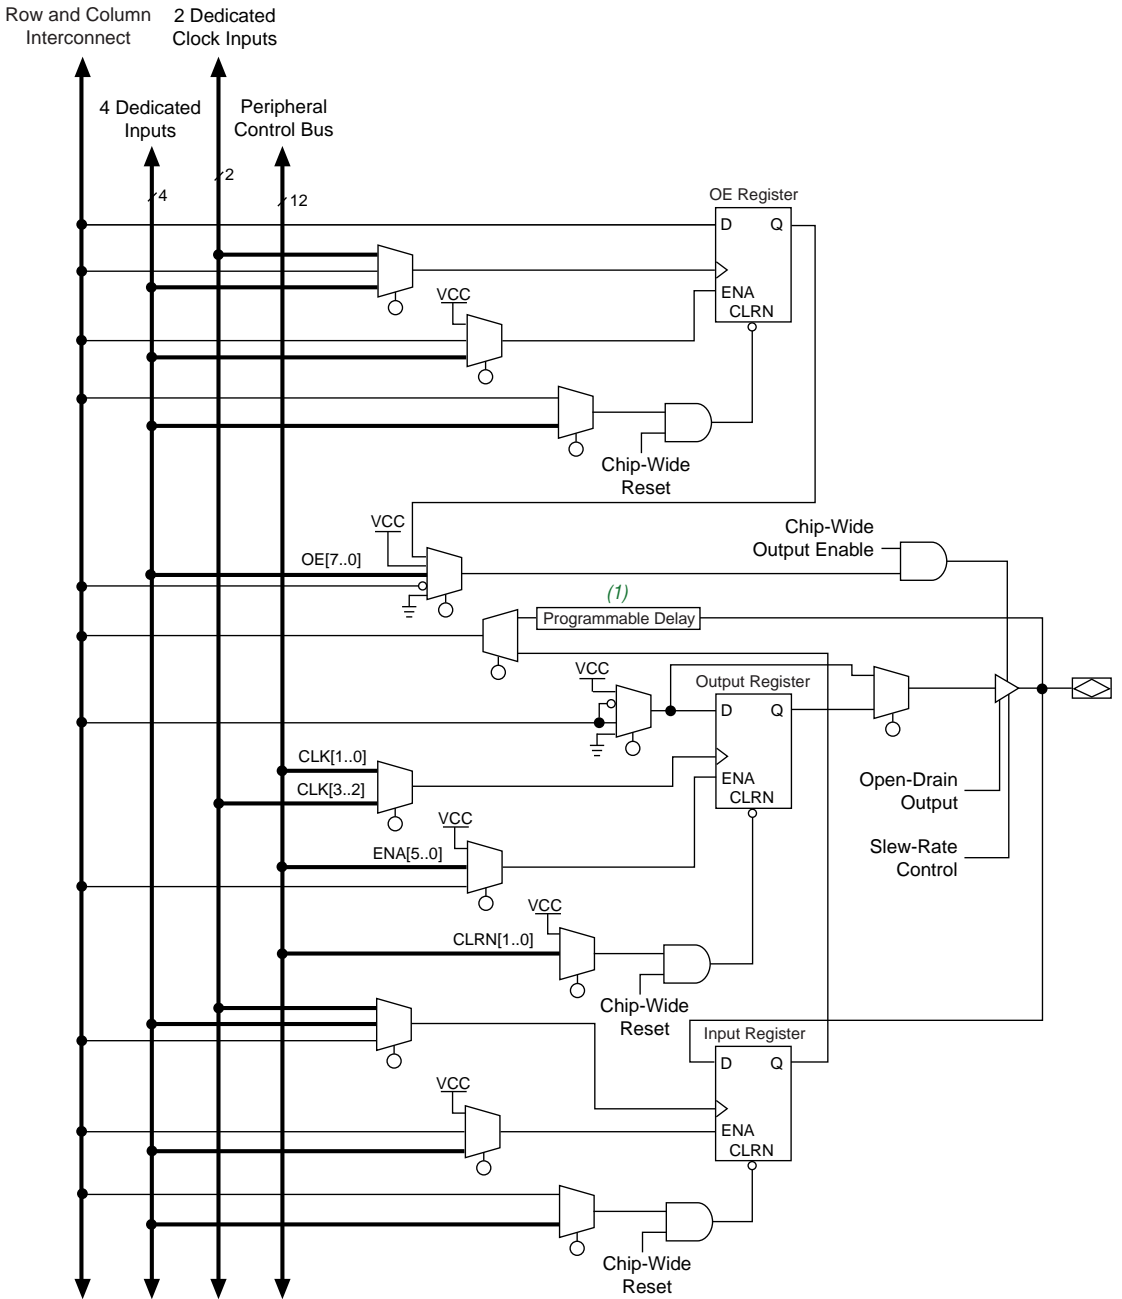 Row and Column
Interconnect
2 Dedicated
Clock Inputs
4 Dedicated
Inputs
Peripheral
Control Bus
2
4
12
OE Register
D Q
ENA
CLRN
VCC
Chip-Wide
Reset
VCC
OE[7..0]
Chip-Wide
Output Enable
(1)
Programmable Delay
VCC
Output Register
D Q
ENA
CLRN
CLK[1..0]
CLK[3..2]
VCC
ENA[5..0]
Open-Drain
Output
Slew-Rate
Control
VCC
CLRN[1..0]
Chip-Wide
Reset
Input Register
D Q
ENA
CLRN
VCC
Chip-Wide
Reset